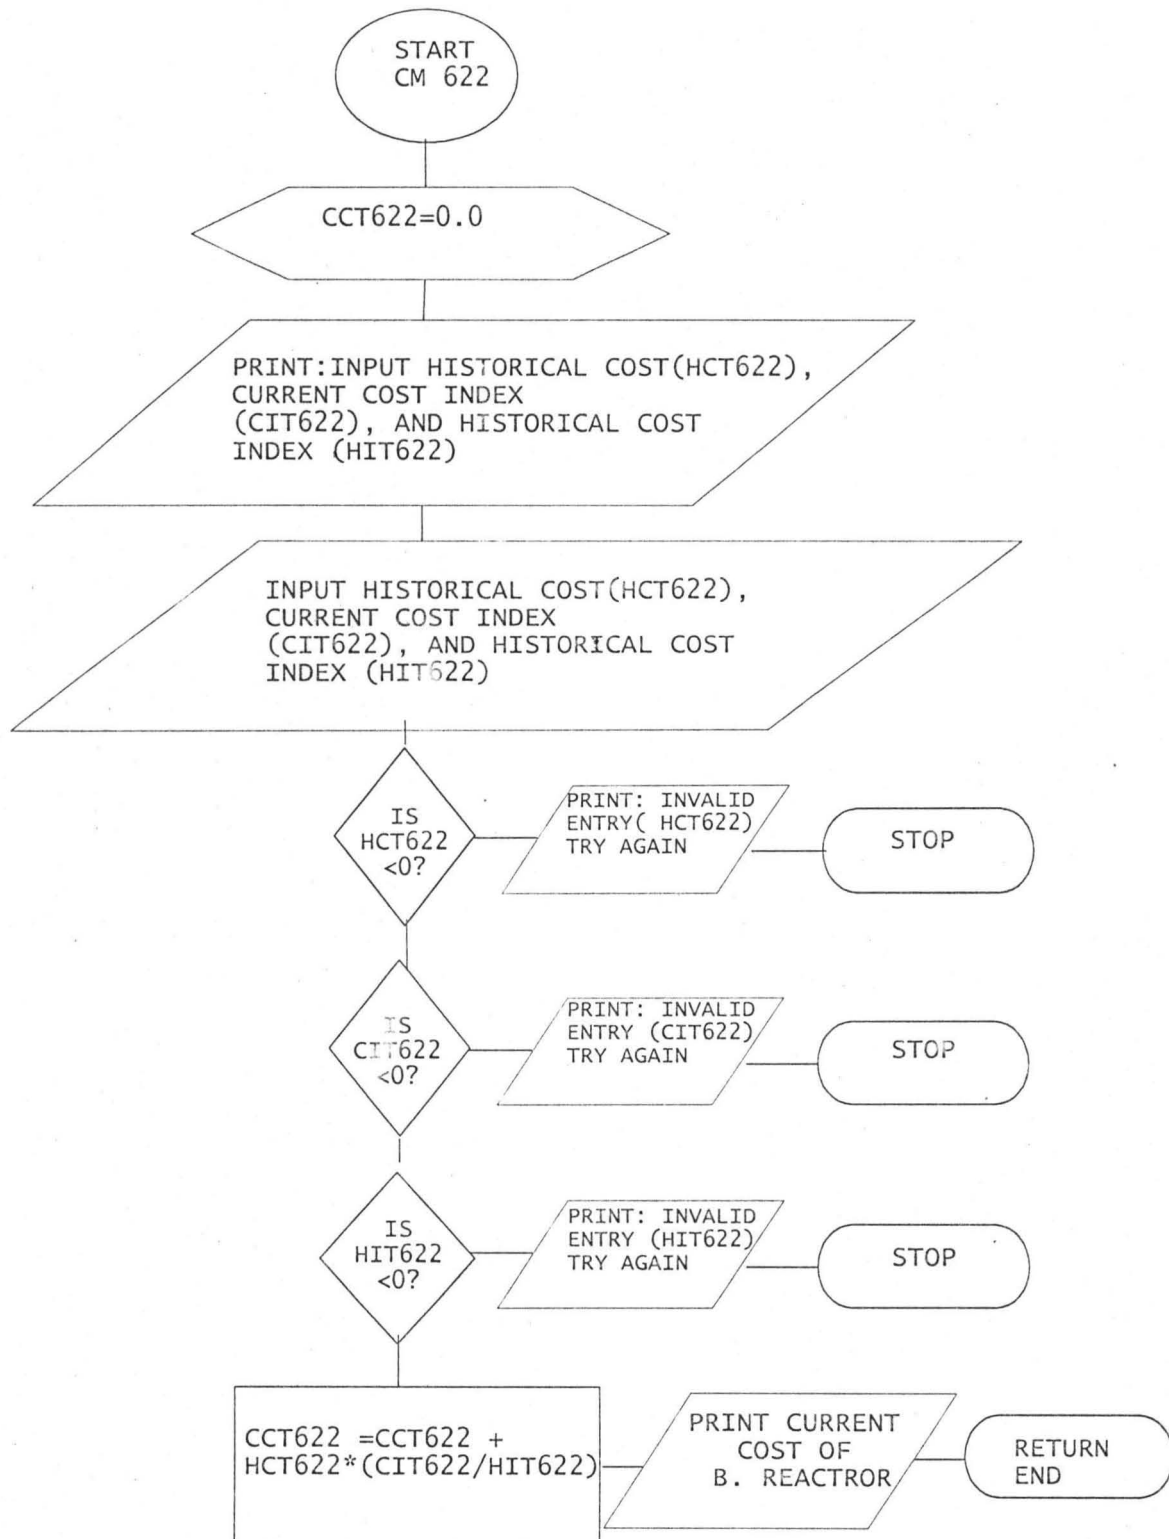 START
CM 622
CCT622=0.0
PRINT:INPUT HISTORICAL COST(HCT622),
CURRENT COST INDEX
(CIT622), AND HISTORICAL COST
INDEX (HIT622)
INPUT HISTORICAL COST(HCT622),
CURRENT COST INDEX
(CIT622), AND HISTORICAL COST
INDEX (HIT622)
IS
HCT622
<0?
PRINT: INVALID
ENTRY( HCT622)
TRY AGAIN
STOP
IS
CIT622
<0?
PRINT: INVALID
ENTRY (CIT622)
TRY AGAIN
STOP
IS
HIT622
<0?
PRINT: INVALID
ENTRY (HIT622)
TRY AGAIN
STOP
CCT622 =CCT622 +
HCT622*(CIT622/HIT622)
PRINT CURRENT
COST OF
B. REACTROR
RETURN
END